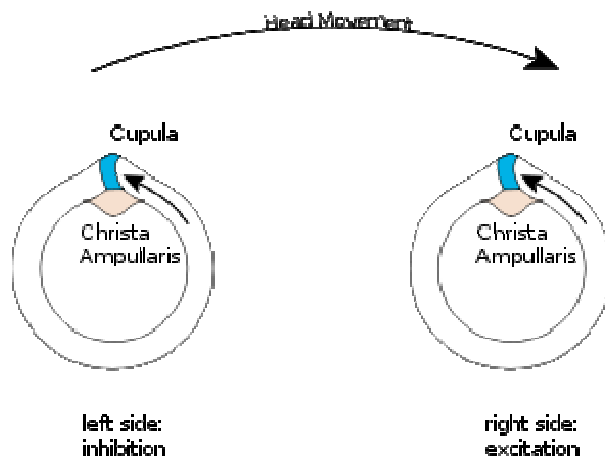 Head Movement
Cupula
Cupula
Christa
Ampullaris
Christa
Ampullaris
left side:
inhibition
right side:
excitation